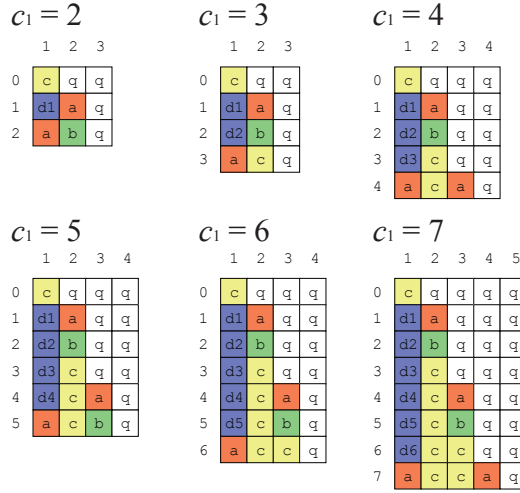 c₁ = 2
1 2 3
0 c q q
1 d1 a q
2 a b q
c₁ = 3
1 2 3
0 c q q
1 d1 a q
2 d2 b q
3 a c q
c₁ = 4
1 2 3 4
0 c q q q
1 d1 a q q
2 d2 b q q
3 d3 c q q
4 a c a q
c₁ = 5
1 2 3 4
0 c q q q
1 d1 a q q
2 d2 b q q
3 d3 c q q
4 d4 c a q
5 a c b q
c₁ = 6
1 2 3 4
0 c q q q
1 d1 a q q
2 d2 b q q
3 d3 c q q
4 d4 c a q
5 d5 c b q
6 a c c q
c₁ = 7
1 2 3 4 5
0 c q q q q
1 d1 a q q q
2 d2 b q q q
3 d3 c q q q
4 d4 c a q q
5 d5 c b q q
6 d6 c c q q
7 a c c a q